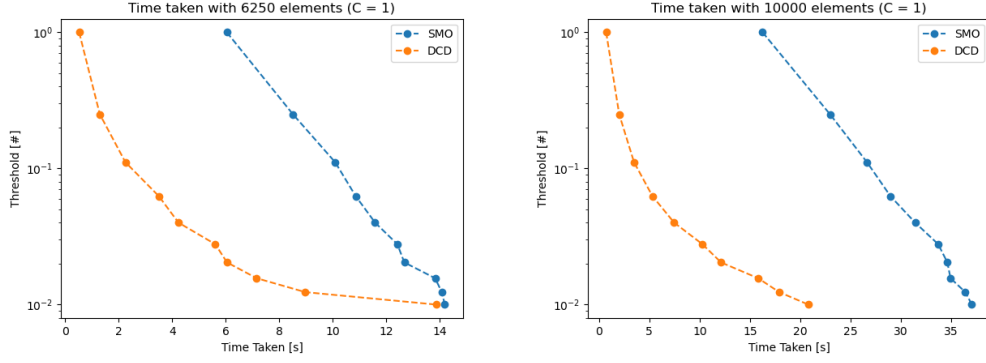 Time taken with 6250 elements (C = 1)
Threshold [#]
10⁰
10⁻¹
10⁻²
SMO
DCD
0 2 4 6 8 10 12 14
Time Taken [s]
Time taken with 10000 elements (C = 1)
Threshold [#]
10⁰
10⁻¹
10⁻²
SMO
DCD
0 5 10 15 20 25 30 35
Time Taken [s]